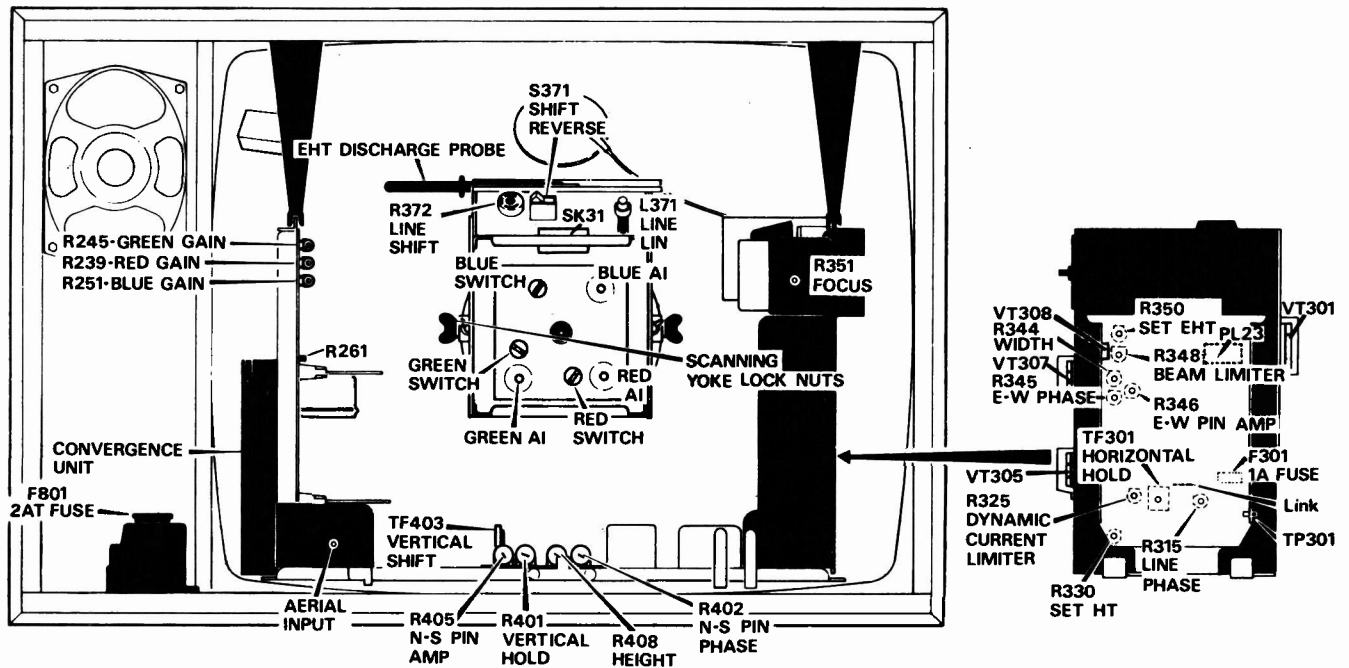 S371
SHIFT
REVERSE
EHT DISCHARGE PROBE
R372
LINE
SHIFT
SK31
L371
LINE
LIN
R245-GREEN GAIN
R239-RED GAIN
R251-BLUE GAIN
BLUE
SWITCH
BLUE AI
R351
FOCUS
R261
GREEN
SWITCH
SCANNING
YOKE LOCK NUTS
RED
AI
GREEN AI
RED
SWITCH
CONVERGENCE
UNIT
F801
2AT FUSE
TF403
VERTICAL
SHIFT
AERIAL
INPUT
R405
N-S PIN
AMP
R401
VERTICAL
HOLD
R408
HEIGHT
R402
N-S PIN
PHASE
VT308
R344
WIDTH
VT307
R345
E-W PHASE
R350
SET EHT
PL23
VT301
R348
BEAM LIMITER
R346
E-W PIN AMP
TF301
HORIZONTAL
HOLD
F301
1A FUSE
VT305
R325
DYNAMIC
CURRENT
LIMITER
Link
TP301
R315
LINE
PHASE
R330
SET HT